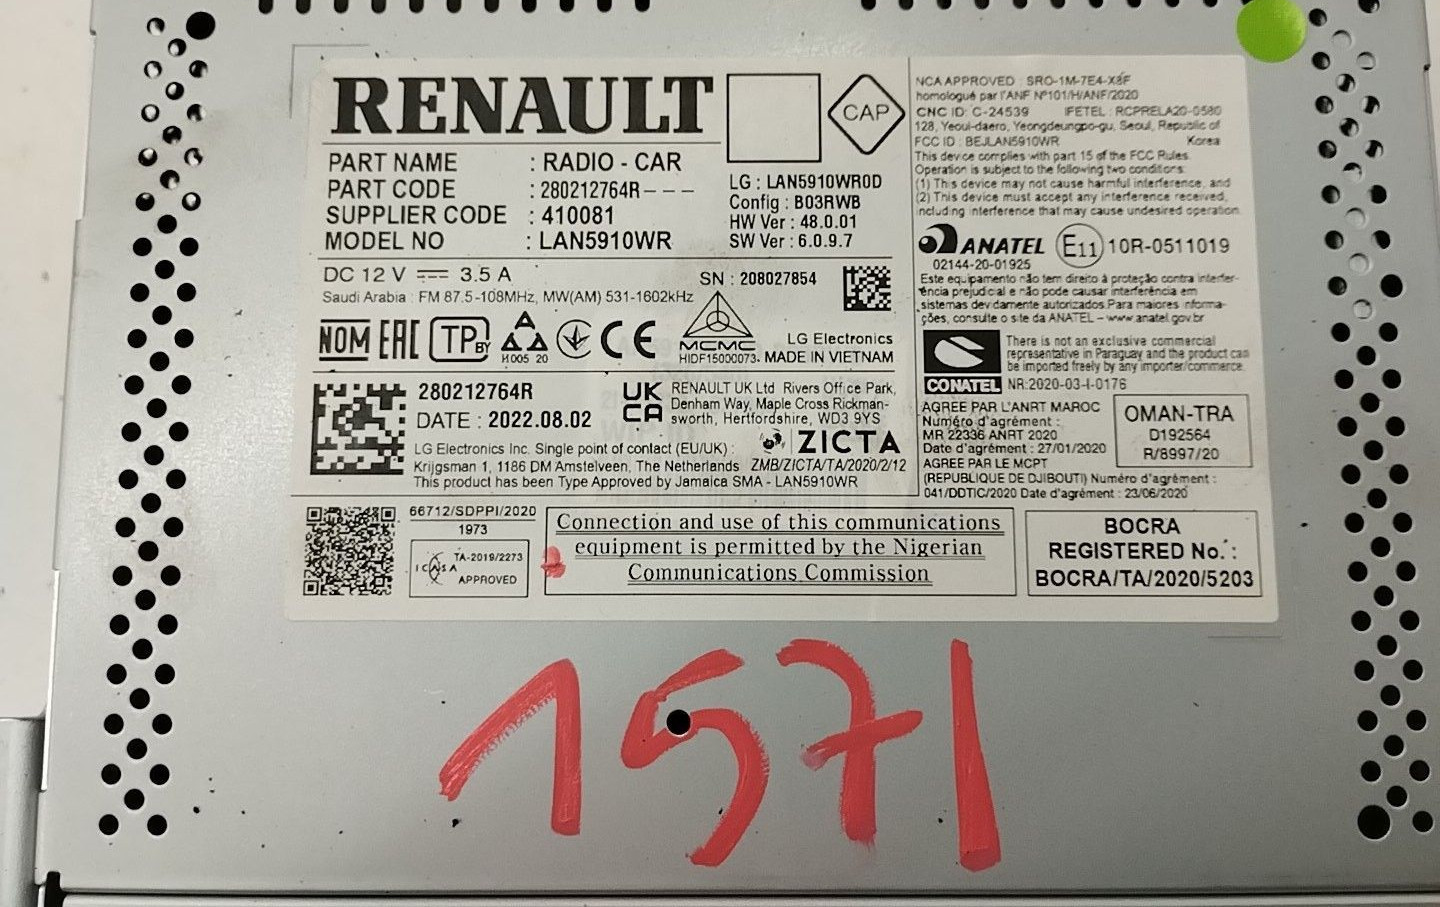 RENAULT
CAP
PART NAME : RADIO - CAR
PART CODE : 280212764R---
SUPPLIER CODE : 410081
MODEL NO : LAN5910WR
LG : LAN5910WR0D
Config : B03RWB
HW Ver : 48.0.01
SW Ver : 6.0.9.7
DC 12 V 3.5 A
SN : 208027854
Saudi Arabia : FM 87.5-108MHz, MW(AM) 531-1602kHz
NOM EAC TP BY
005 20
CE
MCMC
HIDF15000073.
LG Electronics
MADE IN VIETNAM
280212764R
DATE : 2022.08.02
UK
CA
RENAULT UK Ltd Rivers Office Park,
Denham Way, Maple Cross Rickman-
sworth, Hertfordshire, WD3 9YS
LG Electronics Inc. Single point of contact (EU/UK) :
ZICTA
Krijgsman 1, 1186 DM Amstelveen, The Netherlands ZMB/ZICTA/TA/2020/2/12
This product has been Type Approved by Jamaica SMA - LAN5910WR
NCA APPROVED : SRO-1M-7E4-X8F
homologué par l'ANF N°101/H/ANF/2020
CNC ID: C-24539 IFETEL : RCPRELA20-0580
128, Yeoui-daero, Yeongdeungpo-gu, Seoul, Republic of
FCC ID : BEJLAN5910WR Korea
This device complies with part 15 of the FCC Rules.
Operation is subject to the following two conditions:
(1) This device may not cause harmful interference, and
(2) This device must accept any interference received,
including interference that may cause undesired operation.
ANATEL E11 10R-0511019
02144-20-01925
Este equipamento não tem direito à proteção contra interfer-
ência prejudicial e não pode causar interferência em
sistemas devidamente autorizados.Para maiores informa-
ções, consulte o site da ANATEL – www.anatel.gov.br
There is not an exclusive commercial
representative in Paraguay and the product can
be imported freely by any importer/commerce.
CONATEL NR:2020-03-I-0176
AGREE PAR L'ANRT MAROC
Numéro d'agrément :
MR 22336 ANRT 2020
Date d'agrément : 27/01/2020
AGREE PAR LE MCPT
(REPUBLIQUE DE DJIBOUTI) Numéro d'agrément :
041/DDTIC/2020 Date d'agrément : 23/06/2020
OMAN-TRA
D192564
R/8997/20
66712/SDPPI/2020
1973
ICASA
TA-2019/2273
APPROVED
Connection and use of this communications
equipment is permitted by the Nigerian
Communications Commission
BOCRA
REGISTERED No. :
BOCRA/TA/2020/5203
1571